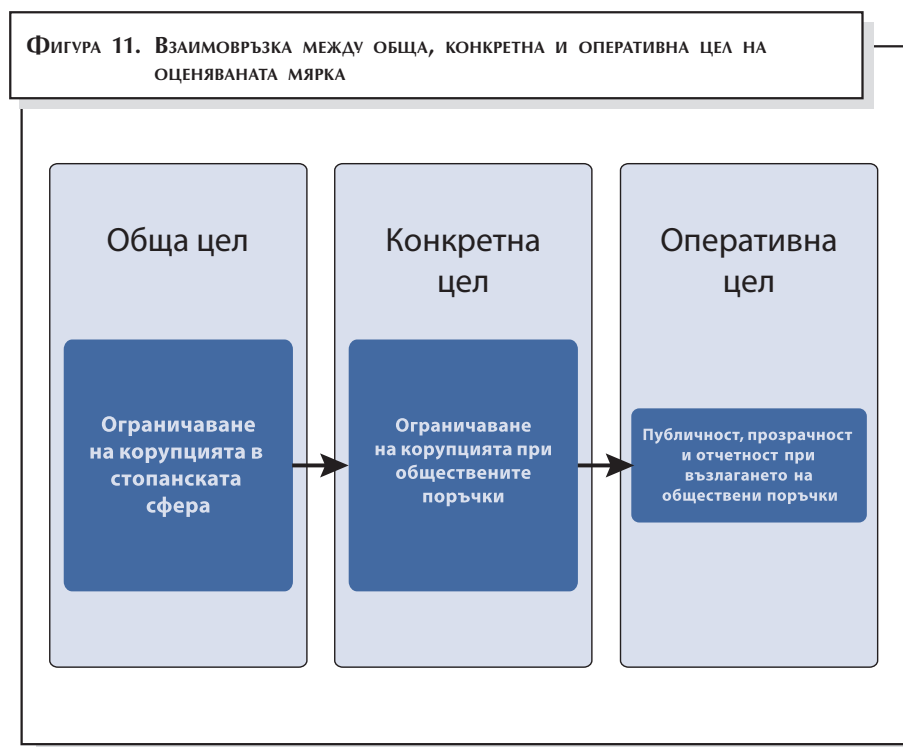 Фигура 11. Взаимовръзка между обща, конкретна и оперативна цел на
оценяваната мярка
Обща цел
Ограничаване
на корупцията в
стопанската
сфера
Конкретна
цел
Ограничаване
на корупцията при
обществените
поръчки
Оперативна
цел
Публичност, прозрачност
и отчетност при
възлагането на
обществени поръчки